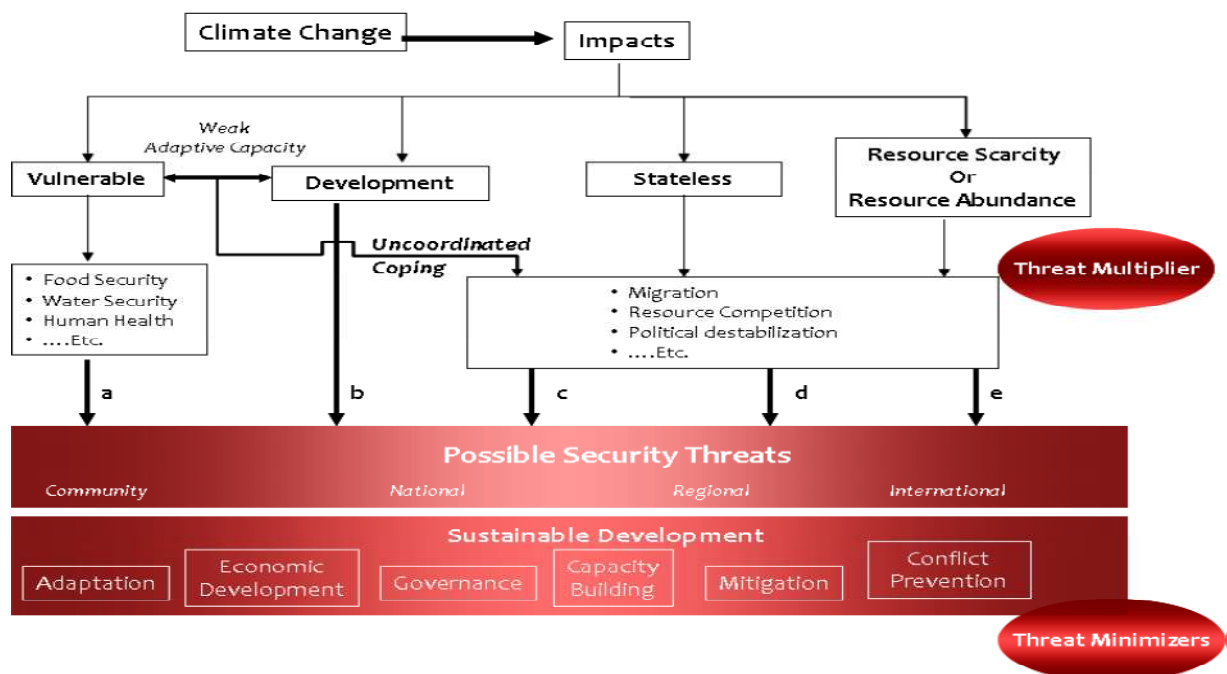 Climate Change
Impacts
Weak
Adaptive Capacity
Vulnerable
Development
Stateless
Resource Scarcity
Or
Resource Abundance
Uncoordinated
Coping
Threat Multiplier
• Food Security
• Water Security
• Human Health
• ....Etc.
• Migration
• Resource Competition
• Political destabilization
• ....Etc.
a
b
c
d
e
Possible Security Threats
Community
National
Regional
International
Sustainable Development
Adaptation
Economic
Development
Governance
Capacity
Building
Mitigation
Conflict
Prevention
Threat Minimizers